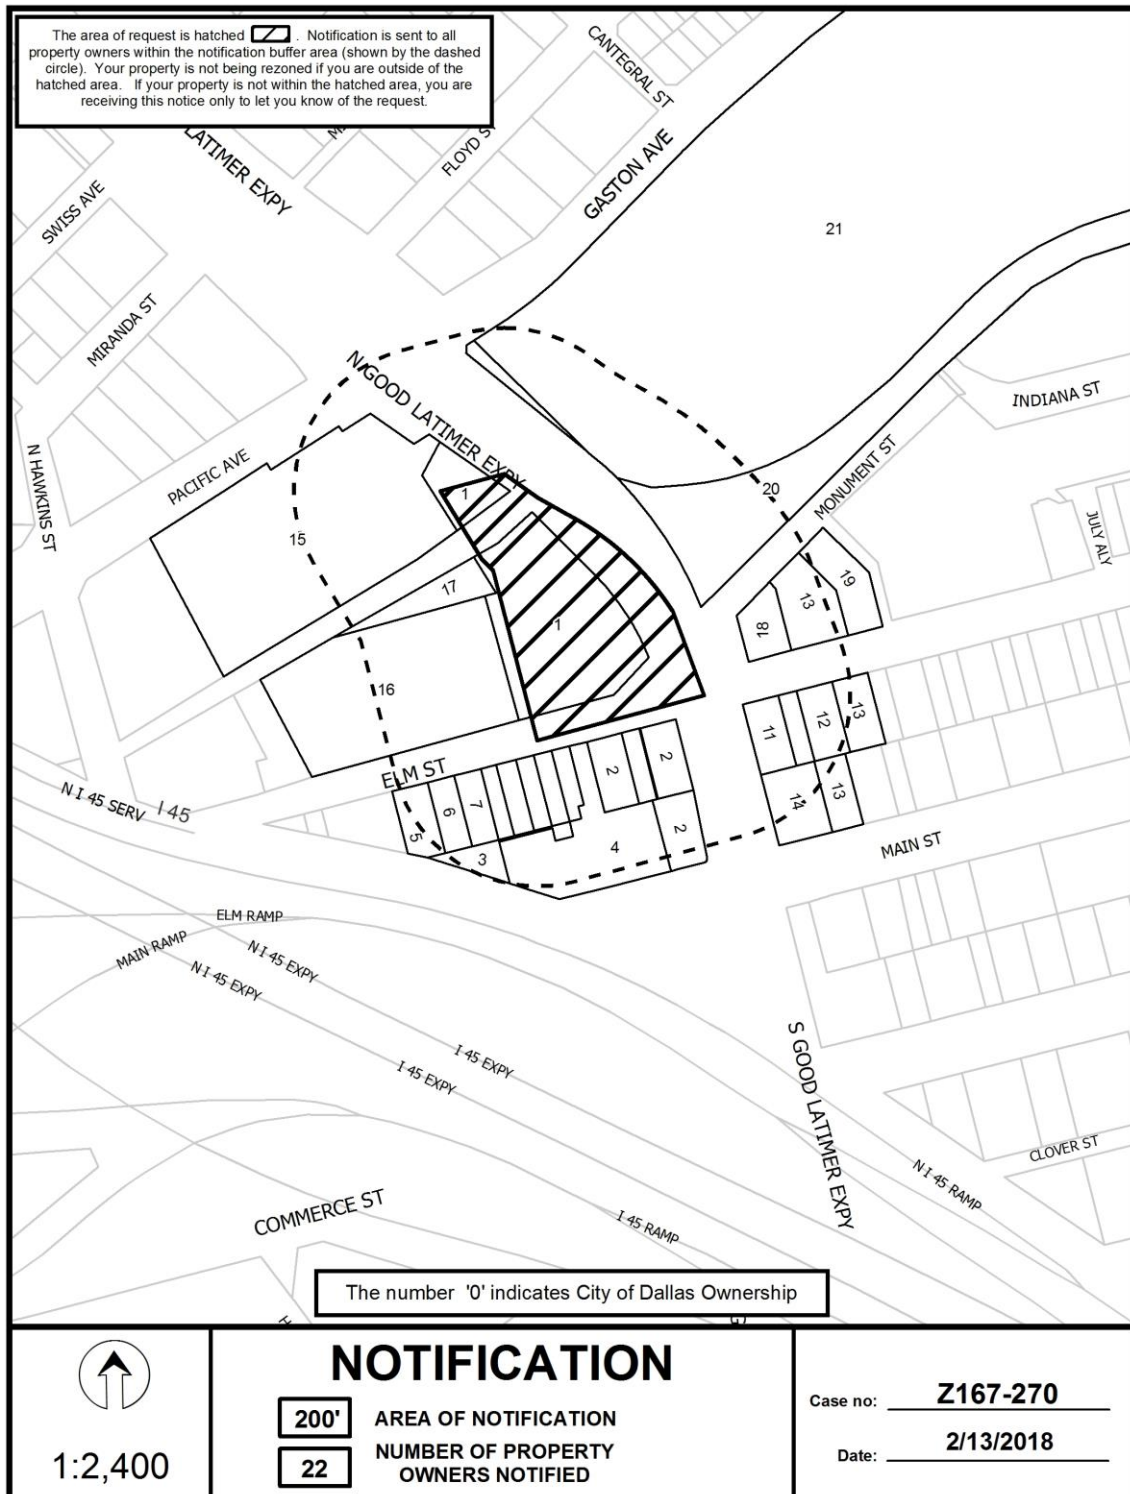 The area of request is hatched . Notification is sent to all
property owners within the notification buffer area (shown by the dashed
circle). Your property is not being rezoned if you are outside of the
hatched area. If your property is not within the hatched area, you are
receiving this notice only to let you know of the request.
CANTEGRAL ST
LATIMER EXPY
FLOYD ST
GASTON AVE
SWISS AVE
21
MIRANDA ST
N GOOD LATIMER EXPY
INDIANA ST
N HAWKINS ST
PACIFIC AVE
MONUMENT ST
20
1
JULY ALY
15
17
19
13
18
1
16
11
12
13
ELM ST
2
2
14
13
5
6
7
3
4
2
N I 45 SERV
I 45
MAIN ST
ELM RAMP
MAIN RAMP
N I 45 EXPY
N I 45 EXPY
I 45 EXPY
I 45 EXPY
S GOOD LATIMER EXPY
CLOVER ST
N I 45 RAMP
COMMERCE ST
I 45 RAMP
The number '0' indicates City of Dallas Ownership
1:2,400
NOTIFICATION
200' AREA OF NOTIFICATION
22 NUMBER OF PROPERTY
OWNERS NOTIFIED
Case no: Z167-270
Date: 2/13/2018